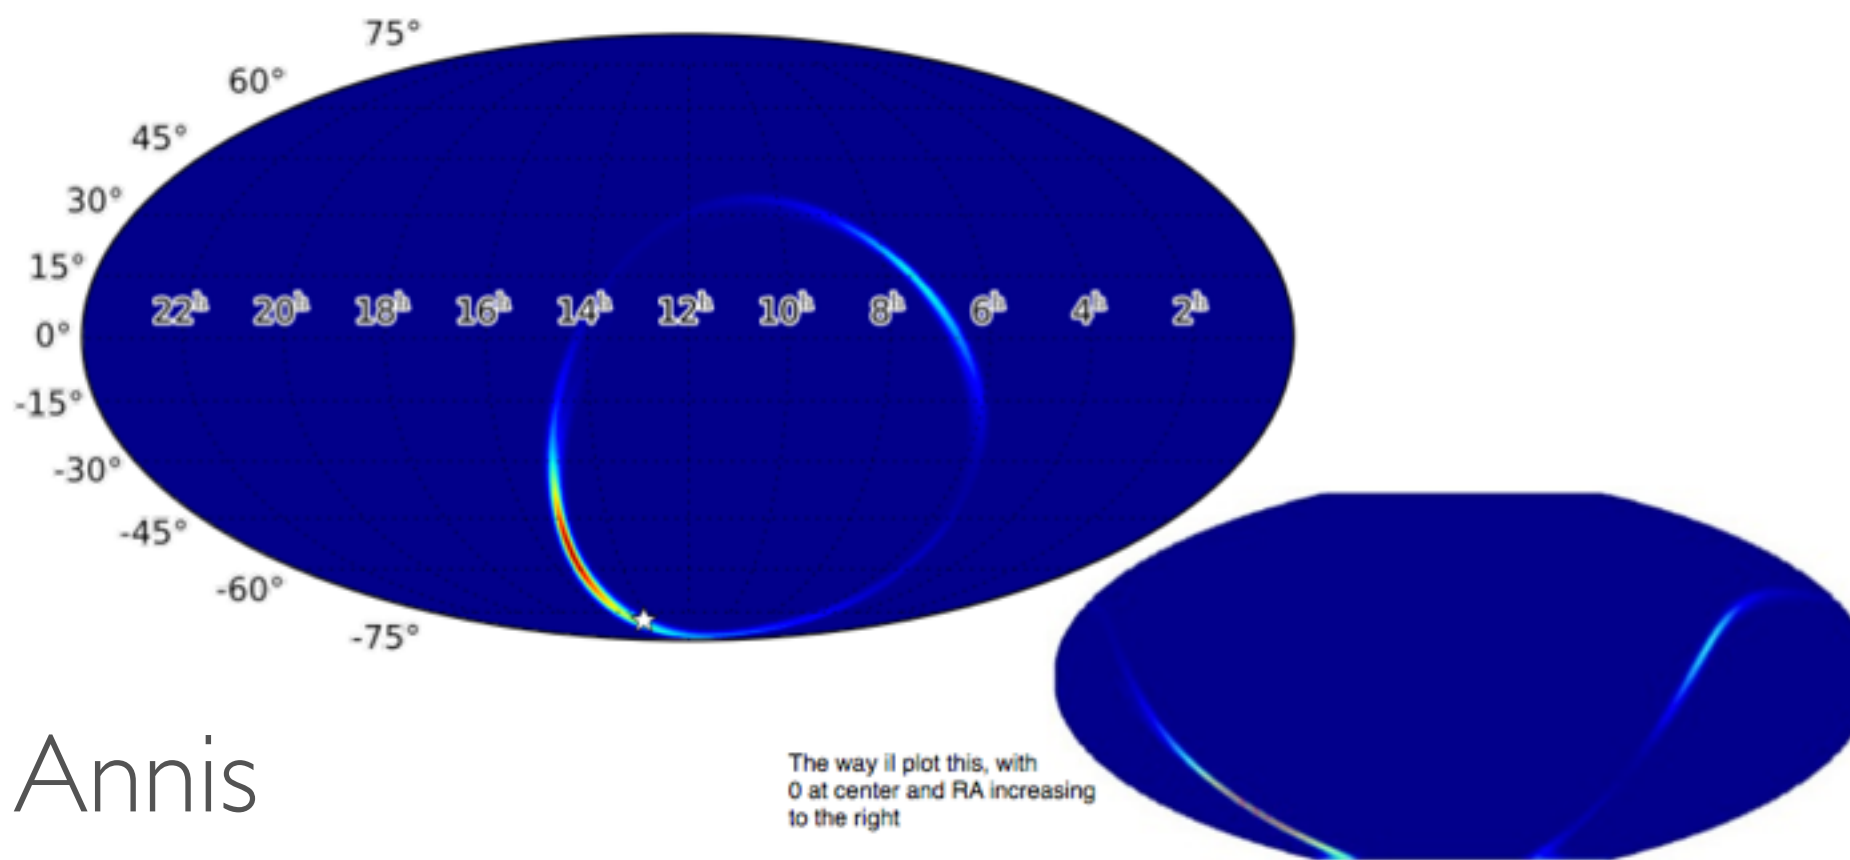 75°
60°
45°
30°
15°
22h 20h 18h 16h 14h 12h 10h 8h 6h 4h 2h
0°
-15°
-30°
-45°
-60°
-75°
Annis
The way il plot this, with
0 at center and RA increasing
to the right